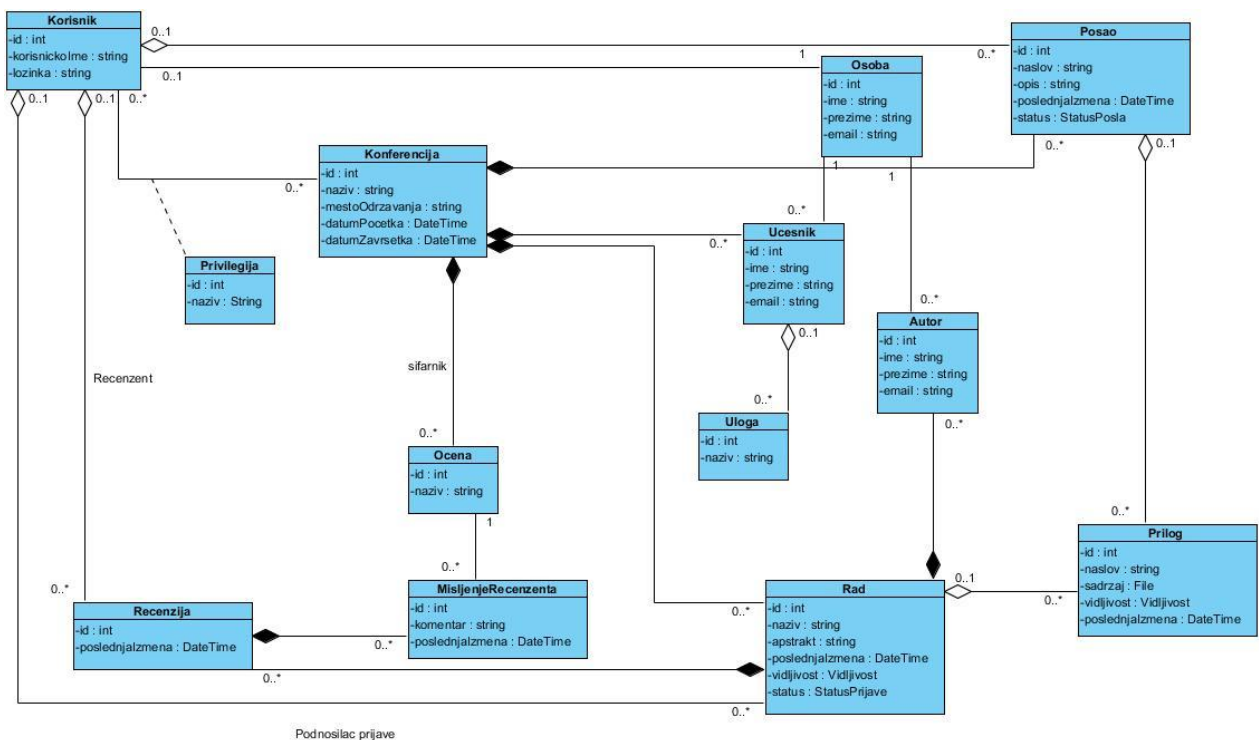 Korisnik
-id : int
-korisnickoIme : string
-lozinka : string
0..1
0..1
0..1
0..1
0..*
1
0..*
Posao
-id : int
-naslov : string
-opis : string
-poslednjaIzmena : DateTime
-status : StatusPosla
0..*
0..1
Osoba
-id : int
-ime : string
-prezime : string
-email : string
1
1
Konferencija
-id : int
-naziv : string
-mestoOdrzavanja : string
-datumPocetka : DateTime
-datumZavrsetka : DateTime
0..*
0..*
0..*
Ucesnik
-id : int
-ime : string
-prezime : string
-email : string
0..1
Privilegija
-id : int
-naziv : String
0..*
Autor
-id : int
-ime : string
-prezime : string
-email : string
0..*
Recenzent
sifarnik
0..*
Uloga
-id : int
-naziv : string
0..*
Ocena
-id : int
-naziv : string
1
0..*
0..*
Prilog
-id : int
-naslov : string
-sadrzaj : File
-vidljivost : Vidljivost
-poslednjaIzmena : DateTime
0..*
Recenzija
-id : int
-poslednjaIzmena : DateTime
0..*
MisljenjeRecenzenta
-id : int
-komentar : string
-poslednjaIzmena : DateTime
0..*
0..*
Rad
-id : int
-naziv : string
-apstrakt : string
-poslednjaIzmena : DateTime
-vidljivost : Vidljivost
-status : StatusPrijave
0..1
0..*
0..*
Podnosilac prijave